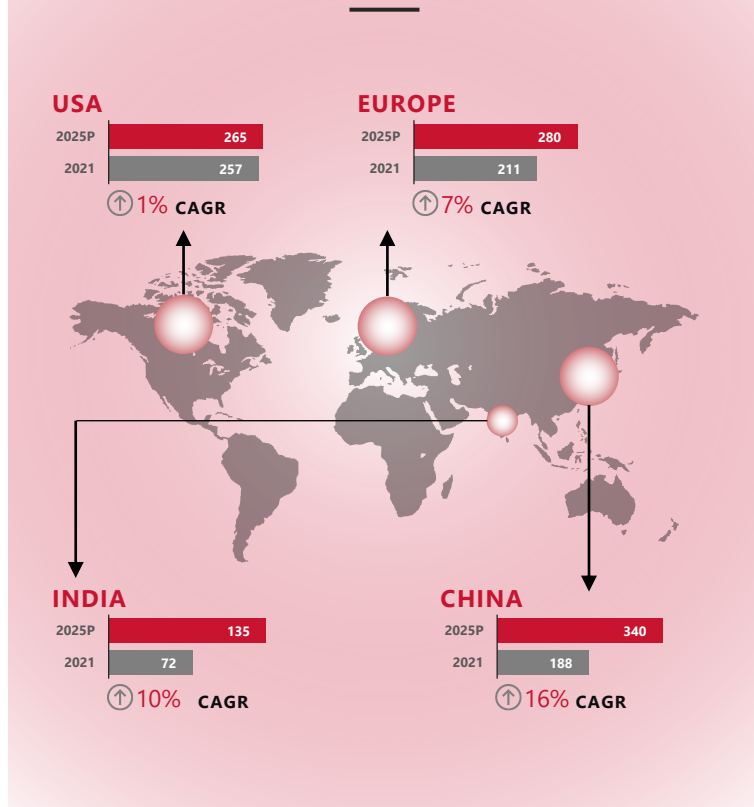 USA
2025P 265
2021 257
1% CAGR
EUROPE
2025P 280
2021 211
7% CAGR
INDIA
2025P 135
2021 72
10% CAGR
CHINA
2025P 340
2021 188
16% CAGR